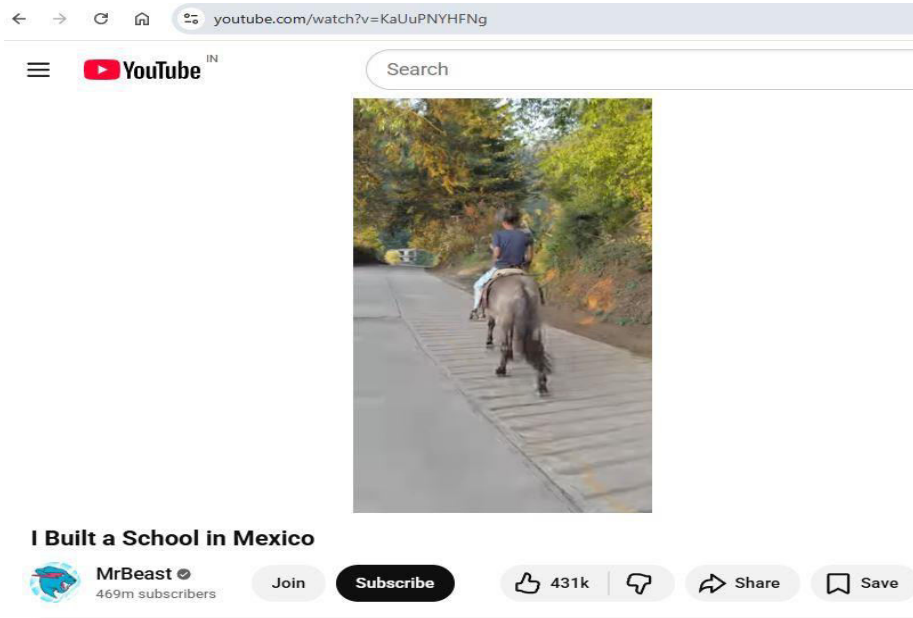 youtube.com/watch?v=KaUuPNYHFNg
YouTube IN
Search
I Built a School in Mexico
MrBeast
469m subscribers
Join
Subscribe
431k
Share
Save